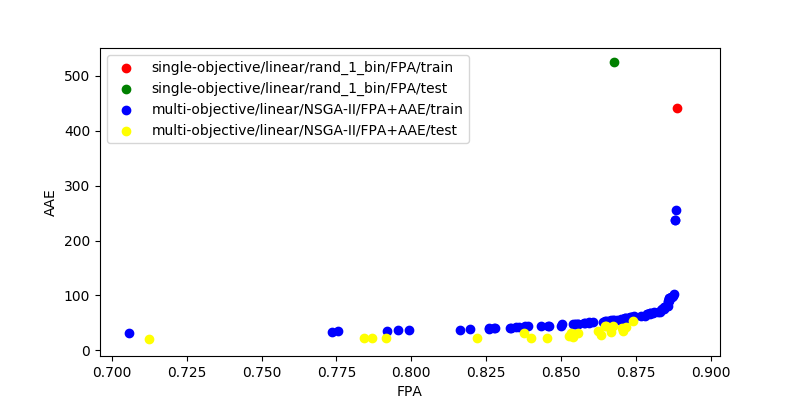 single-objective/linear/rand_1_bin/FPA/train
single-objective/linear/rand_1_bin/FPA/test
multi-objective/linear/NSGA-II/FPA+AAE/train
multi-objective/linear/NSGA-II/FPA+AAE/test
500
400
300
200
100
0
AAE
0.700 0.725 0.750 0.775 0.800 0.825 0.850 0.875 0.900
FPA